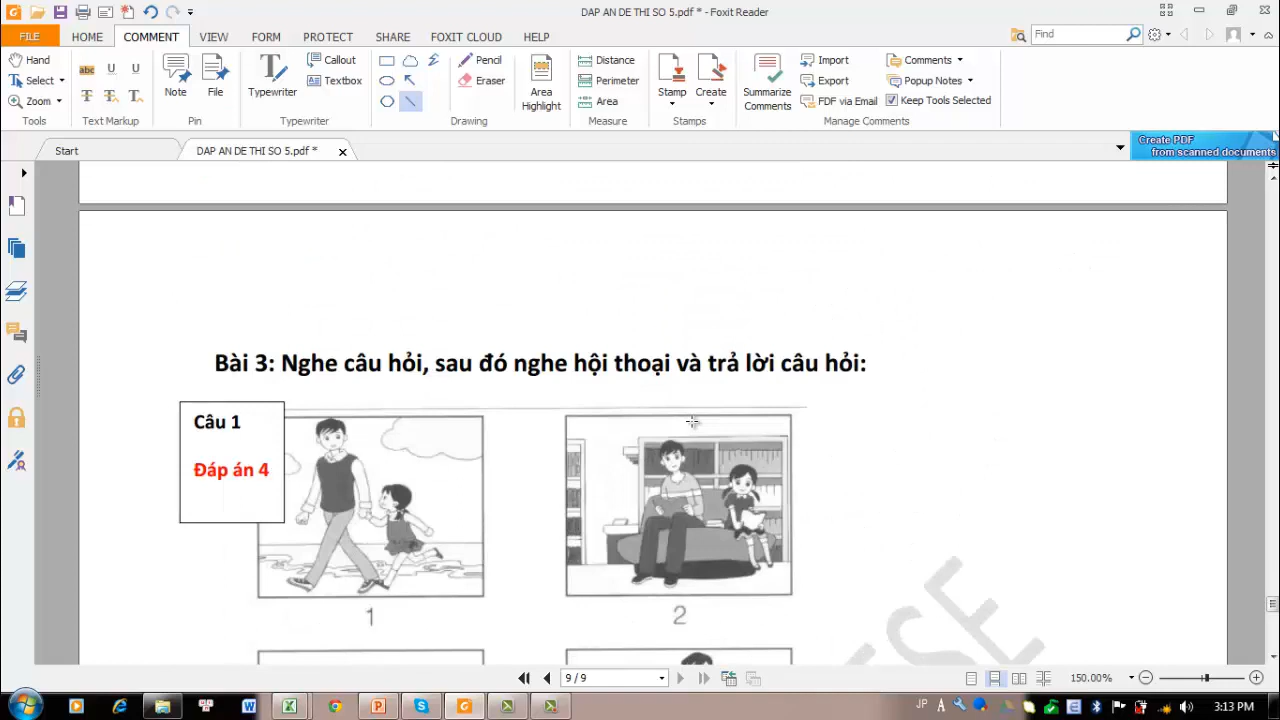 DAP AN DE THI SO 5.pdf * - Foxit Reader
FILE HOME COMMENT VIEW FORM PROTECT SHARE FOXIT CLOUD HELP
Find
Hand
Select
Zoom
Tools
abc U U
T T T
Text Markup
Note
File
Pin
Typewriter
Callout
Textbox
Typewriter
Pencil
Eraser
Drawing
Area Highlight
Distance
Perimeter
Area
Measure
Stamp
Create
Stamps
Summarize Comments
Import
Export
FDF via Email
Comments
Popup Notes
Keep Tools Selected
Manage Comments
Start
DAP AN DE THI SO 5.pdf *
Create PDF
from scanned documents
Bài 3: Nghe câu hỏi, sau đó nghe hội thoại và trả lời câu hỏi:
Câu 1
Đáp án 4
1
2
ESE
9 / 9
150.00%
JP
3:13 PM